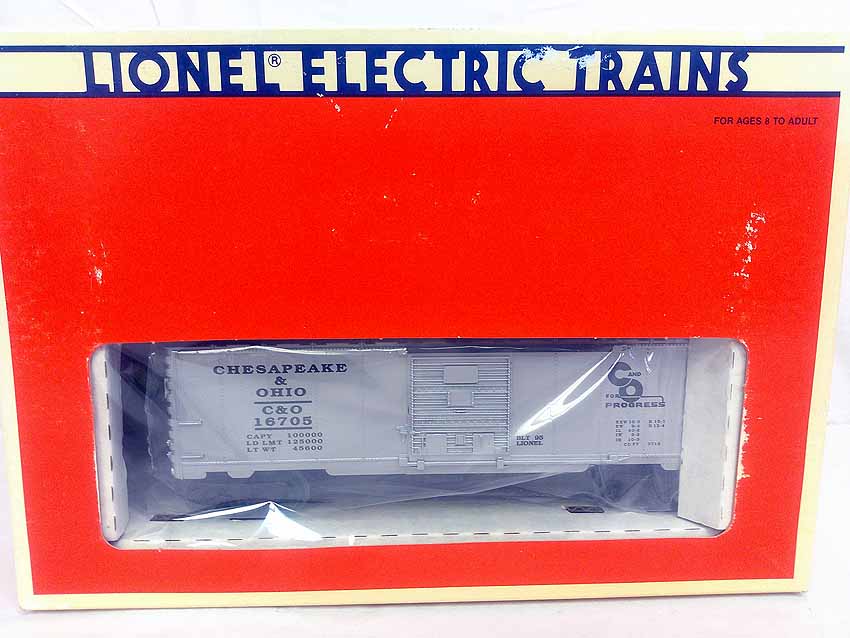 LIONEL® ELECTRIC TRAINS
FOR AGES 8 TO ADULT
CHESAPEAKE
&
OHIO
C&O
16705
CAPY 100000
LD LMT 125000
LT WT 45600
BLT 95
LIONEL
C AND O
FOR PROGRESS